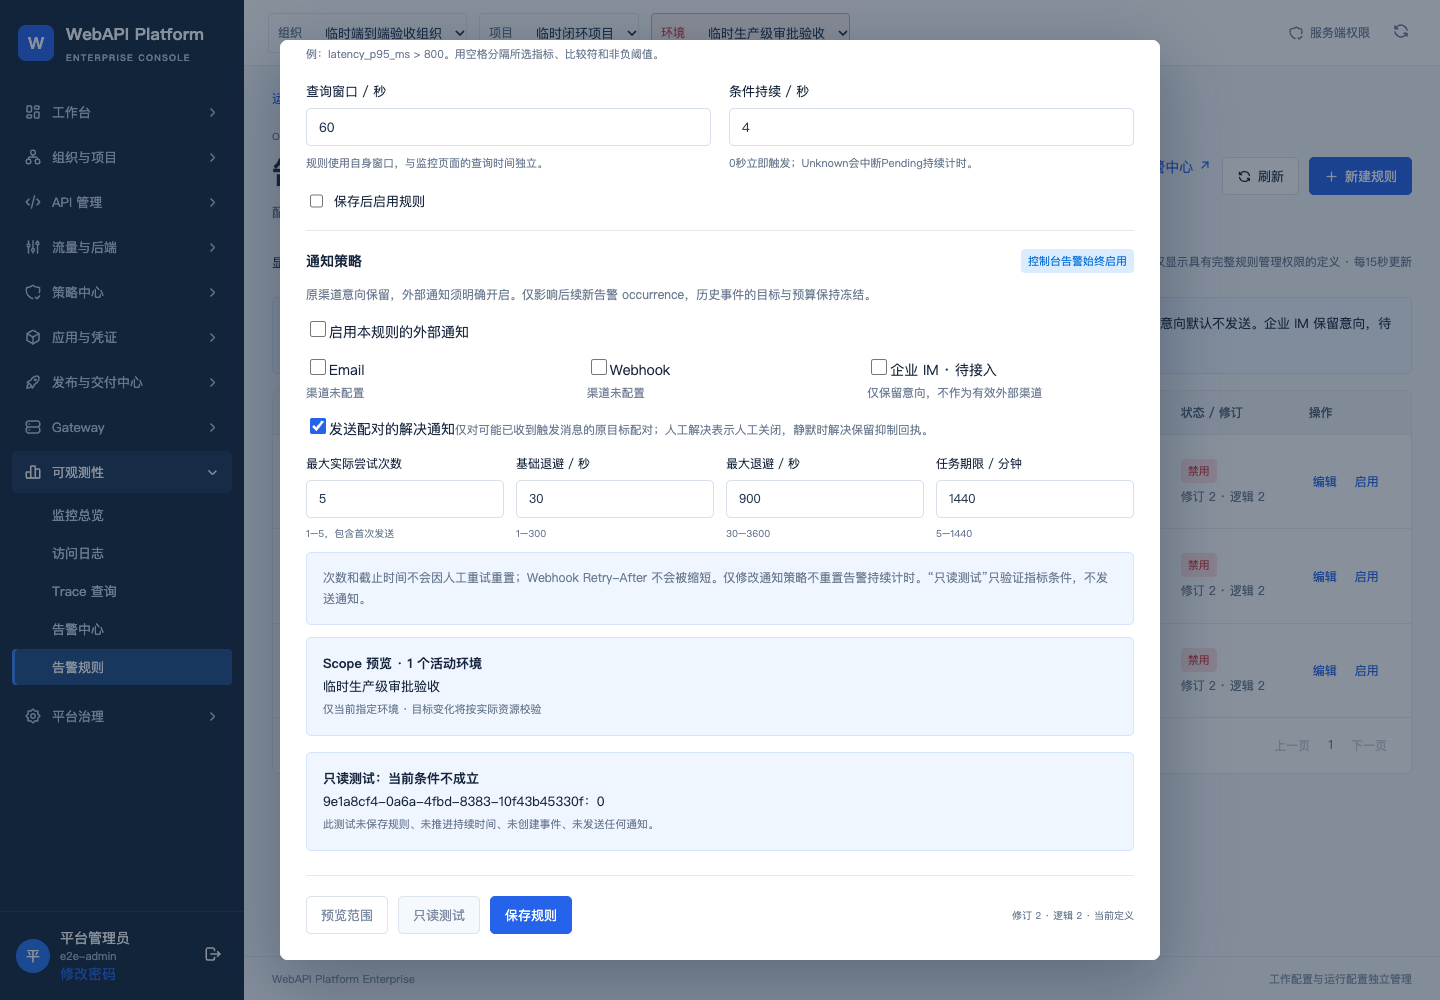 W
WebAPI Platform
ENTERPRISE CONSOLE
工作台
组织与项目
API 管理
流量与后端
策略中心
应用与凭证
发布与交付中心
Gateway
可观测性
监控总览
访问日志
Trace 查询
告警中心
告警规则
平台治理
平
平台管理员
e2e-admin
修改密码
组织 临时端到端验收组织
项目 临时闭环项目
环境 临时生产级审批验收
服务端权限
中心
刷新
新建规则
显示具有完整规则管理权限的定义 · 每15秒更新
意向默认不发送。企业 IM 保留意向，待
状态 / 修订 操作
禁用
修订 2 · 逻辑 2
编辑 启用
禁用
修订 2 · 逻辑 2
编辑 启用
禁用
修订 2 · 逻辑 2
编辑 启用
上一页 1 下一页
例：latency_p95_ms > 800。用空格分隔所选指标、比较符和非负阈值。
查询窗口 / 秒
60
规则使用自身窗口，与监控页面的查询时间独立。
条件持续 / 秒
4
0秒立即触发；Unknown会中断Pending持续计时。
保存后启用规则
通知策略
控制台告警始终启用
原渠道意向保留，外部通知须明确开启。仅影响后续新告警 occurrence，历史事件的目标与预算保持冻结。
启用本规则的外部通知
Email
渠道未配置
Webhook
渠道未配置
企业 IM · 待接入
仅保留意向，不作为有效外部渠道
发送配对的解决通知仅对可能已收到触发消息的原目标配对；人工解决表示人工关闭，静默时解决保留抑制回执。
最大实际尝试次数
5
1—5，包含首次发送
基础退避 / 秒
30
1—300
最大退避 / 秒
900
30—3600
任务期限 / 分钟
1440
5—1440
次数和截止时间不会因人工重试重置；Webhook Retry-After 不会被缩短。仅修改通知策略不重置告警持续计时。“只读测试”只验证指标条件，不发
送通知。
Scope 预览 · 1 个活动环境
临时生产级审批验收
仅当前指定环境 · 目标变化将按实际资源校验
只读测试：当前条件不成立
9e1a8cf4-0a6a-4fbd-8383-10f43b45330f：0
此测试未保存规则、未推进持续时间、未创建事件、未发送任何通知。
预览范围
只读测试
保存规则
修订 2 · 逻辑 2 · 当前定义
WebAPI Platform Enterprise
工作配置与运行配置独立管理